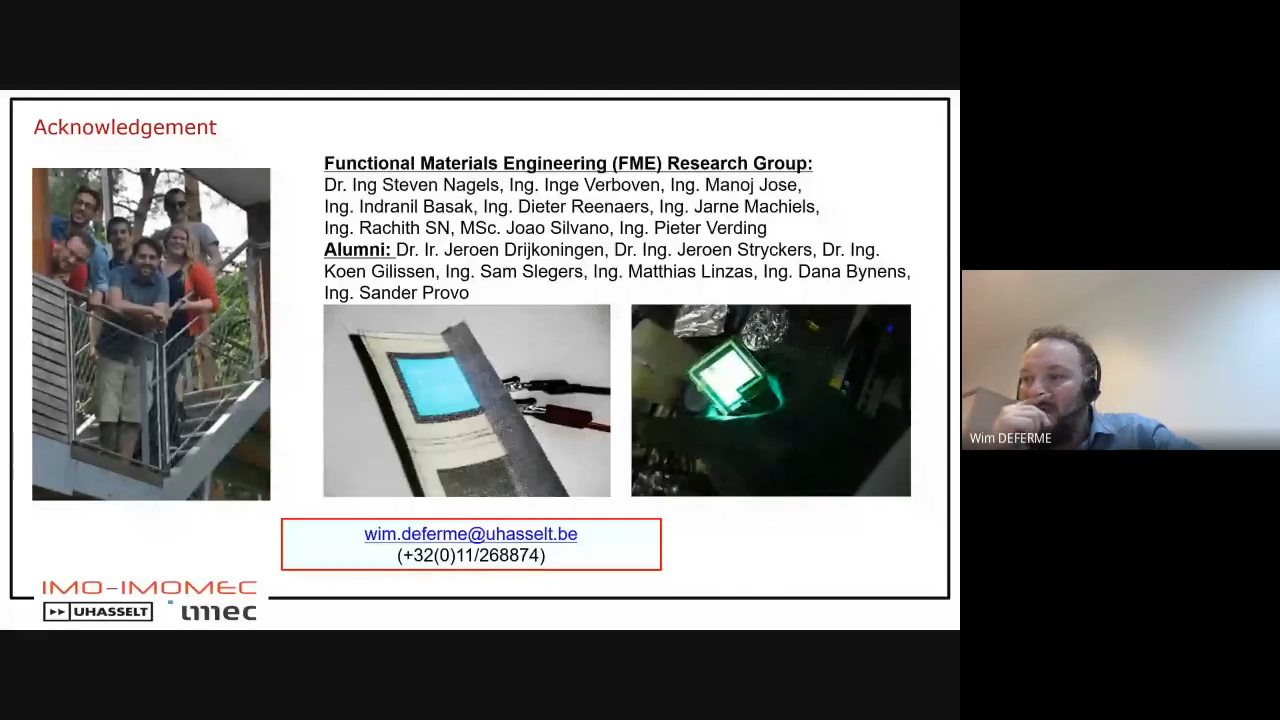 Acknowledgement
Functional Materials Engineering (FME) Research Group:
Dr. Ing Steven Nagels, Ing. Inge Verboven, Ing. Manoj Jose,
Ing. Indranil Basak, Ing. Dieter Reenaers, Ing. Jarne Machiels,
Ing. Rachith SN, MSc. Joao Silvano, Ing. Pieter Verding
Alumni: Dr. Ir. Jeroen Drijkoningen, Dr. Ing. Jeroen Stryckers, Dr. Ing.
Koen Gilissen, Ing. Sam Slegers, Ing. Matthias Linzas, Ing. Dana Bynens,
Ing. Sander Provo
wim.deferme@uhasselt.be
(+32(0)11/268874)
IMO-IMOMEC
UHASSELT
imec
Wim DEFERME